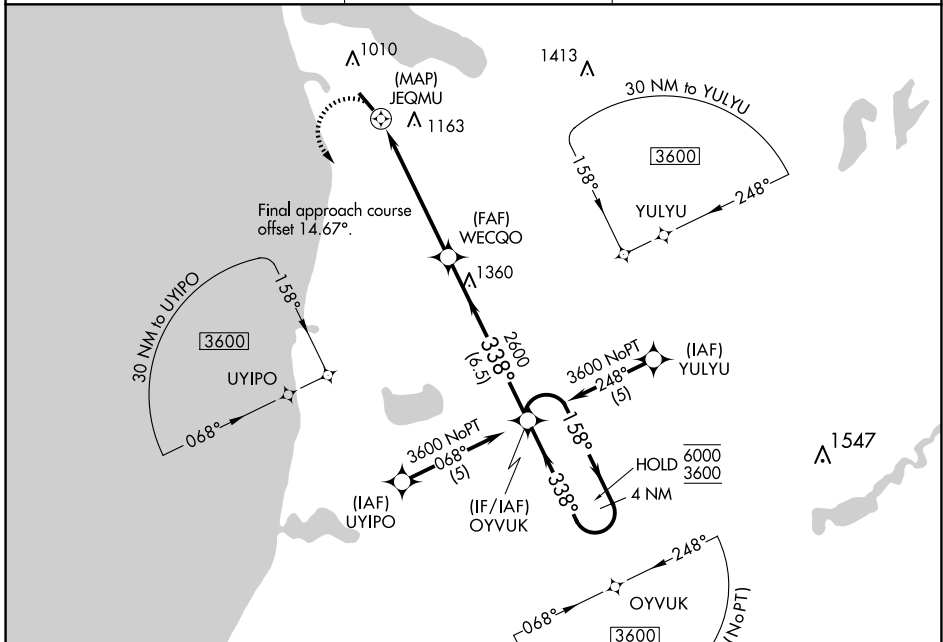 1010
1413
(MAP)
JEQMU
1163
30 NM to YULYU
3600
158°
248°
YULYU
Final approach course
offset 14.67°.
(FAF)
WECQO
1360
30 NM to UYIPO
158°
3600
UYIPO
068°
2600
338°
(6.5)
3600 NoPT
248°
(5)
(IAF)
YULYU
3600 NoPT
068°
(5)
(IAF)
UYIPO
(IF/IAF)
OYVUK
158°
338°
HOLD
6000
3600
4 NM
1547
248°
068°
OYVUK
3600
(NoPT)